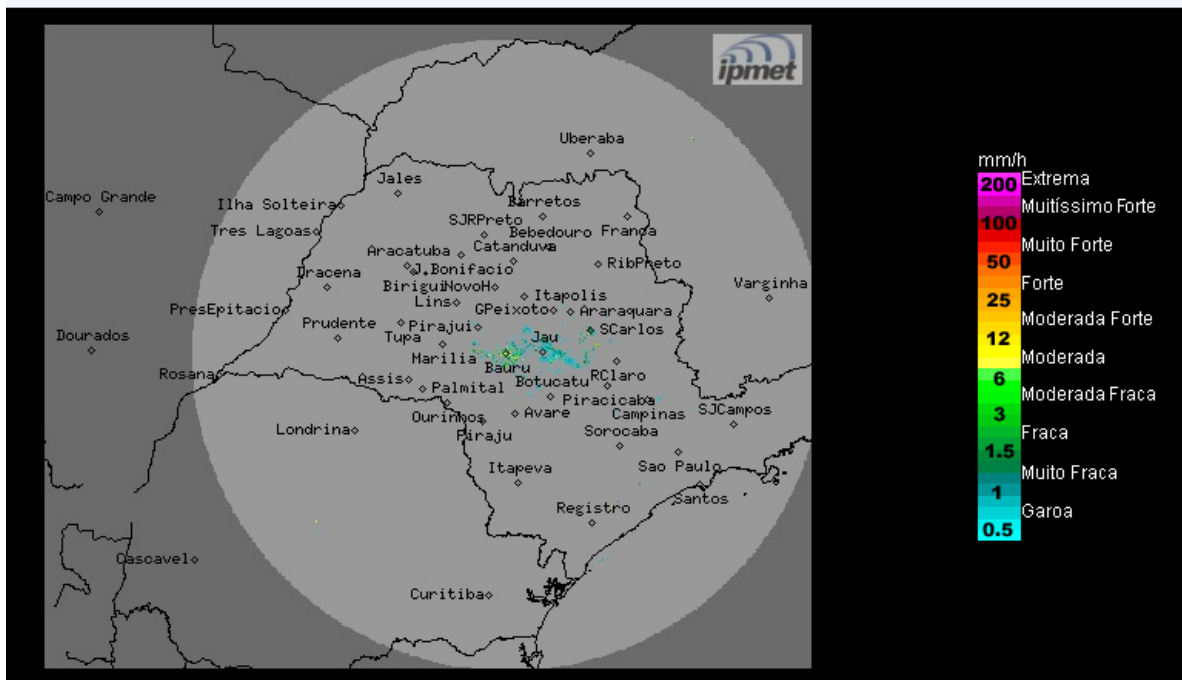 ipmet
Uberaba
Jales
Campo Grande
Ilha Solteira
Barretos
SJRPreto
Tres Lagoas
Bebedouro
Franca
Aracatuba
Catanduva
Dracena
J.Bonifacio
RibPreto
Birigui
NovoH
Varginha
Lins
Itapolis
PresEpitacio
GPeixoto
Araraquara
Prudente
Pirajui
SCarlos
Dourados
Tupa
Jau
Marilia
Bauru
Rosana
Assis
Botucatu
RClaro
Palmital
Piracicaba
Ourinhos
Avare
Campinas
SJCampos
Londrina
Piraju
Sorocaba
Itapeva
Sao Paulo
Santos
Registro
Cascavel
Curitiba
mm/h
200 Extrema
Muitíssimo Forte
100
Muito Forte
50
Forte
25
Moderada Forte
12
Moderada
6
Moderada Fraca
3
Fraca
1.5
Muito Fraca
1
Garoa
0.5